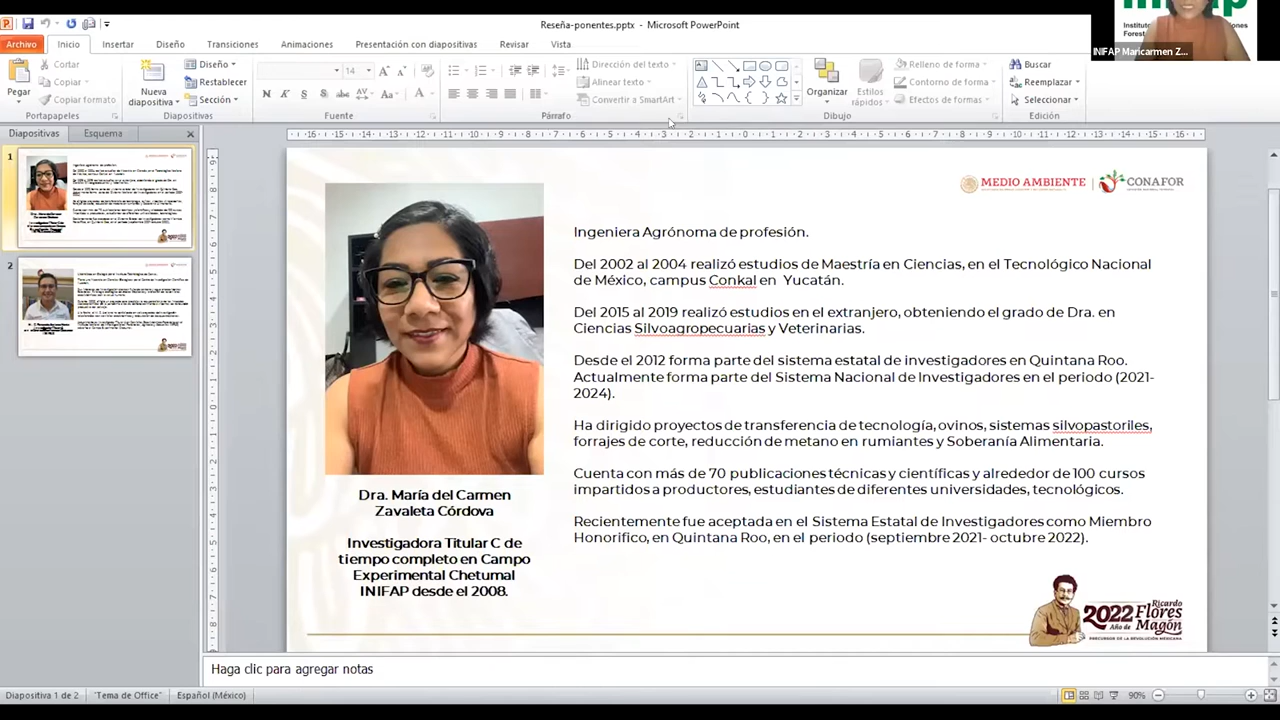 Reseña-ponentes.pptx - Microsoft PowerPoint
Archivo Inicio Insertar Diseño Transiciones Animaciones Presentación con diapositivas Revisar Vista
INIFAP Maricarmen Z...
Pegar
Cortar
Copiar
Copiar formato
Portapapeles
Nueva diapositiva
Diseño
Restablecer
Sección
Diapositivas
14
Fuente
Dirección del texto
Alinear texto
Convertir a SmartArt
Párrafo
Organizar
Estilos rápidos
Relleno de forma
Contorno de forma
Efectos de formas
Dibujo
Buscar
Reemplazar
Seleccionar
Edición
Diapositivas Esquema
1
2
MEDIO AMBIENTE
CONAFOR
Ingeniera Agrónoma de profesión.
Del 2002 al 2004 realizó estudios de Maestría en Ciencias, en el Tecnológico Nacional
de México, campus Conkal en Yucatán.
Del 2015 al 2019 realizó estudios en el extranjero, obteniendo el grado de Dra. en
Ciencias Silvoagropecuarias y Veterinarias.
Desde el 2012 forma parte del sistema estatal de investigadores en Quintana Roo.
Actualmente forma parte del Sistema Nacional de Investigadores en el periodo (2021-
2024).
Ha dirigido proyectos de transferencia de tecnología, ovinos, sistemas silvopastoriles,
forrajes de corte, reducción de metano en rumiantes y Soberanía Alimentaria.
Cuenta con más de 70 publicaciones técnicas y científicas y alrededor de 100 cursos
impartidos a productores, estudiantes de diferentes universidades, tecnológicos.
Recientemente fue aceptada en el Sistema Estatal de Investigadores como Miembro
Honorifico, en Quintana Roo, en el periodo (septiembre 2021- octubre 2022).
Dra. María del Carmen
Zavaleta Córdova
Investigadora Titular C de
tiempo completo en Campo
Experimental Chetumal
INIFAP desde el 2008.
2022 Año de
Ricardo
Flores
Magón
PRECURSOR DE LA REVOLUCIÓN MEXICANA
Haga clic para agregar notas
Diapositiva 1 de 2 "Tema de Office" Español (México) 90%